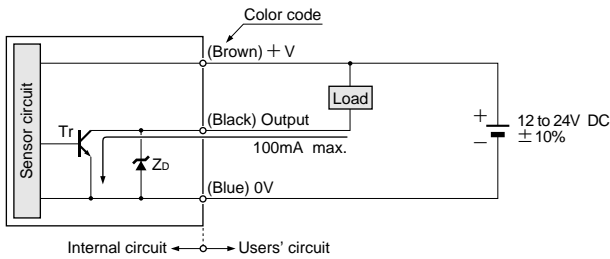 Color code
(Brown) + V
Sensor circuit
Load
Tr
(Black) Output
+
12 to 24V DC
100mA max.
−
±10%
ZD
(Blue) 0V
Internal circuit
Users' circuit